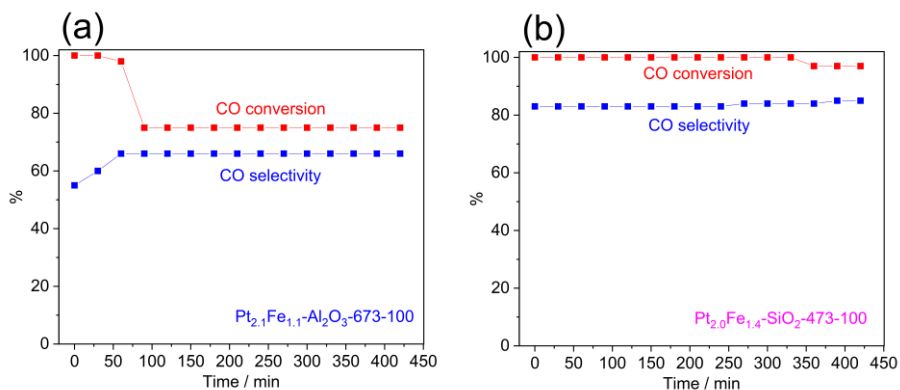 (a)
100
80
60
40
20
0
%
CO conversion
CO selectivity
Pt2.1Fe1.1-Al2O3-673-100
0 50 100 150 200 250 300 350 400 450
Time / min
(b)
100
80
60
40
20
0
%
CO conversion
CO selectivity
Pt2.0Fe1.4-SiO2-473-100
0 50 100 150 200 250 300 350 400 450
Time / min